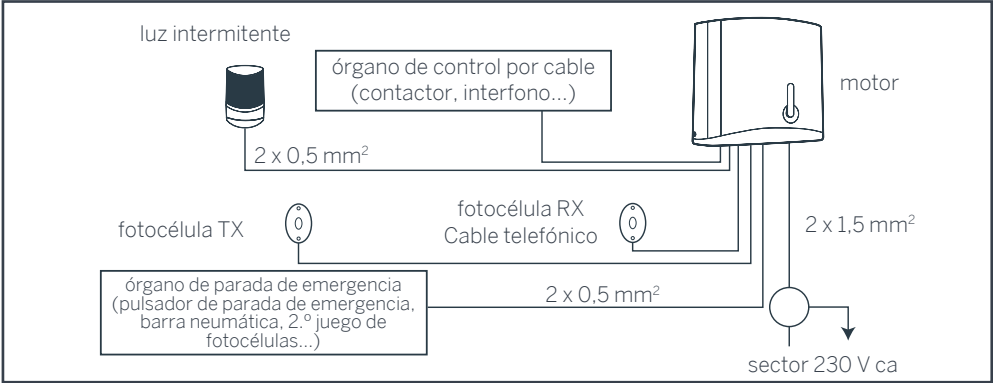 luz intermitente
órgano de control por cable
(contactor, interfono...)
motor
2 x 0,5 mm²
fotocélula TX
fotocélula RX
Cable telefónico
2 x 1,5 mm²
órgano de parada de emergencia
(pulsador de parada de emergencia,
barra neumática, 2.º juego de
fotocélulas...)
2 x 0,5 mm²
sector 230 V ca